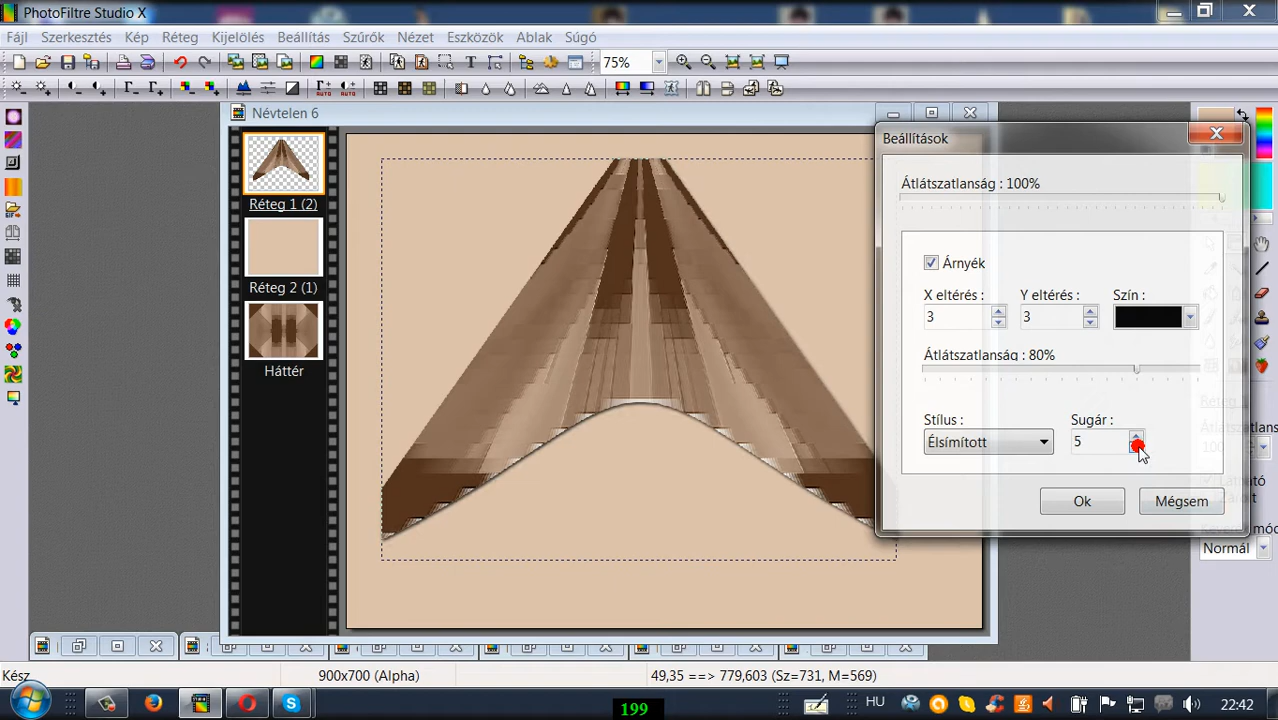 PhotoFiltre Studio X
Fájl Szerkesztés Kép Réteg Kijelölés Beállítás Szűrők Nézet Eszközök Ablak Súgó
75%
Névtelen 6
Réteg 1 (2)
Réteg 2 (1)
Háttér
Beállítások
Átlátszatlanság : 100%
Árnyék
X eltérés : Y eltérés : Szín :
3 3
Átlátszatlanság : 80%
Stílus : Sugár :
Élsímított 5
Ok Mégsem
Normál
Kész 900x700 (Alpha) 49,35 ==> 779,603 (Sz=731, M=569)
199 HU 22:42